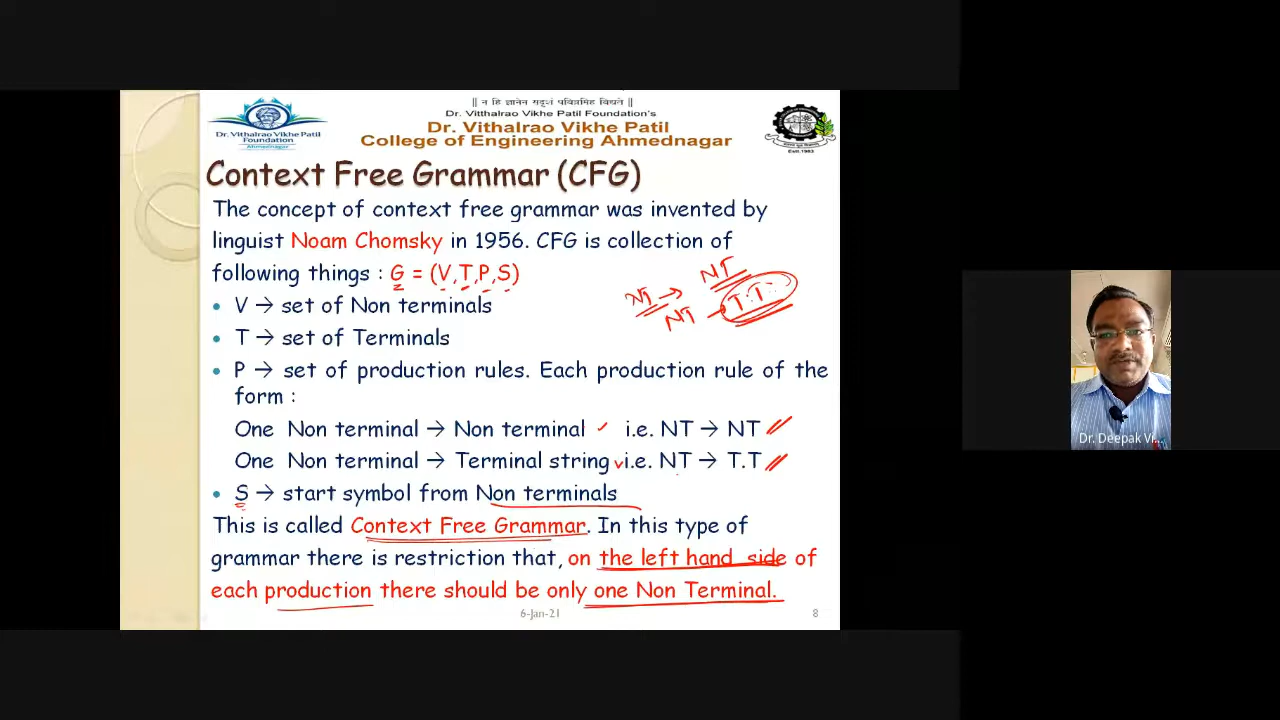 || न हि ज्ञानेन सदृशं पवित्रमिह विद्यते ||
Dr. Vitthalrao Vikhe Patil Foundation's
Dr. Vithalrao Vikhe Patil
College of Engineering Ahmednagar
Dr. Vithalrao Vikhe Patil
Foundation
Ahmednagar
Estd.1983
Context Free Grammar (CFG)
The concept of context free grammar was invented by
linguist Noam Chomsky in 1956. CFG is collection of
following things : G = (V,T,P,S)
NT
NT → T.T.
NT
• V → set of Non terminals
• T → set of Terminals
• P → set of production rules. Each production rule of the
form :
One Non terminal → Non terminal ✓ i.e. NT → NT
One Non terminal → Terminal string ✓ i.e. NT → T.T
• S → start symbol from Non terminals
This is called Context Free Grammar. In this type of
grammar there is restriction that, on the left hand side of
each production there should be only one Non Terminal.
6-Jan-21 8
Dr. Deepak Vi...